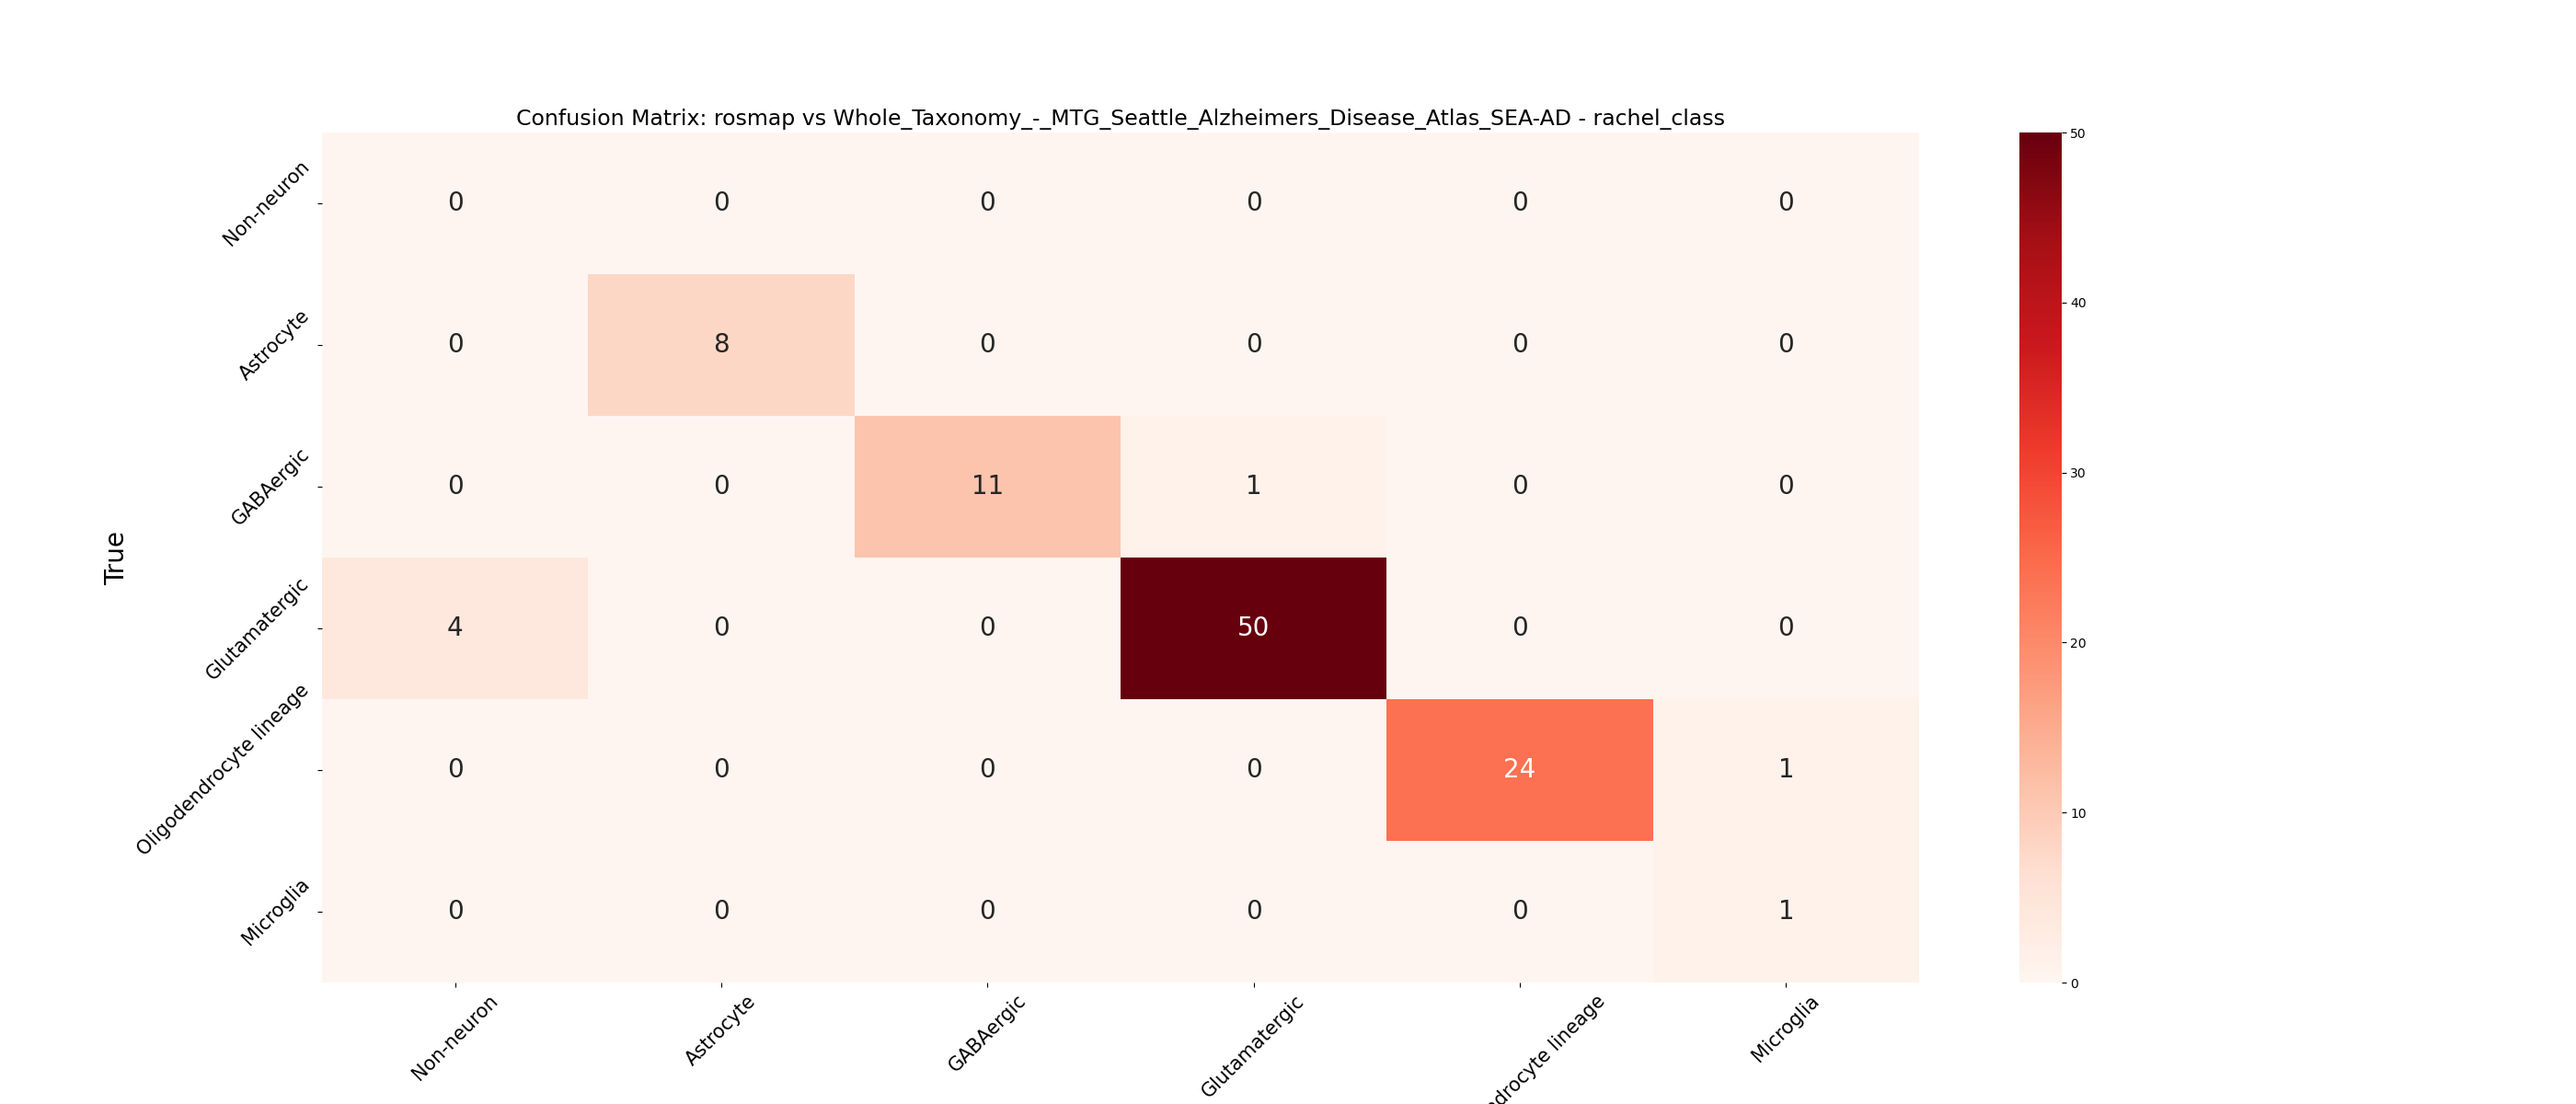 Confusion Matrix: rosmap vs Whole_Taxonomy_-_MTG_Seattle_Alzheimers_Disease_Atlas_SEA-AD - rachel_class
True
Non-neuron 0 0 0 0 0 0
Astrocyte 0 8 0 0 0 0
GABAergic 0 0 11 1 0 0
Glutamatergic 4 0 0 50 0 0
Oligodendrocyte lineage 0 0 0 0 24 1
Microglia 0 0 0 0 0 1
Non-neuron Astrocyte GABAergic Glutamatergic lineage Microglia
50
40
30
20
10
0